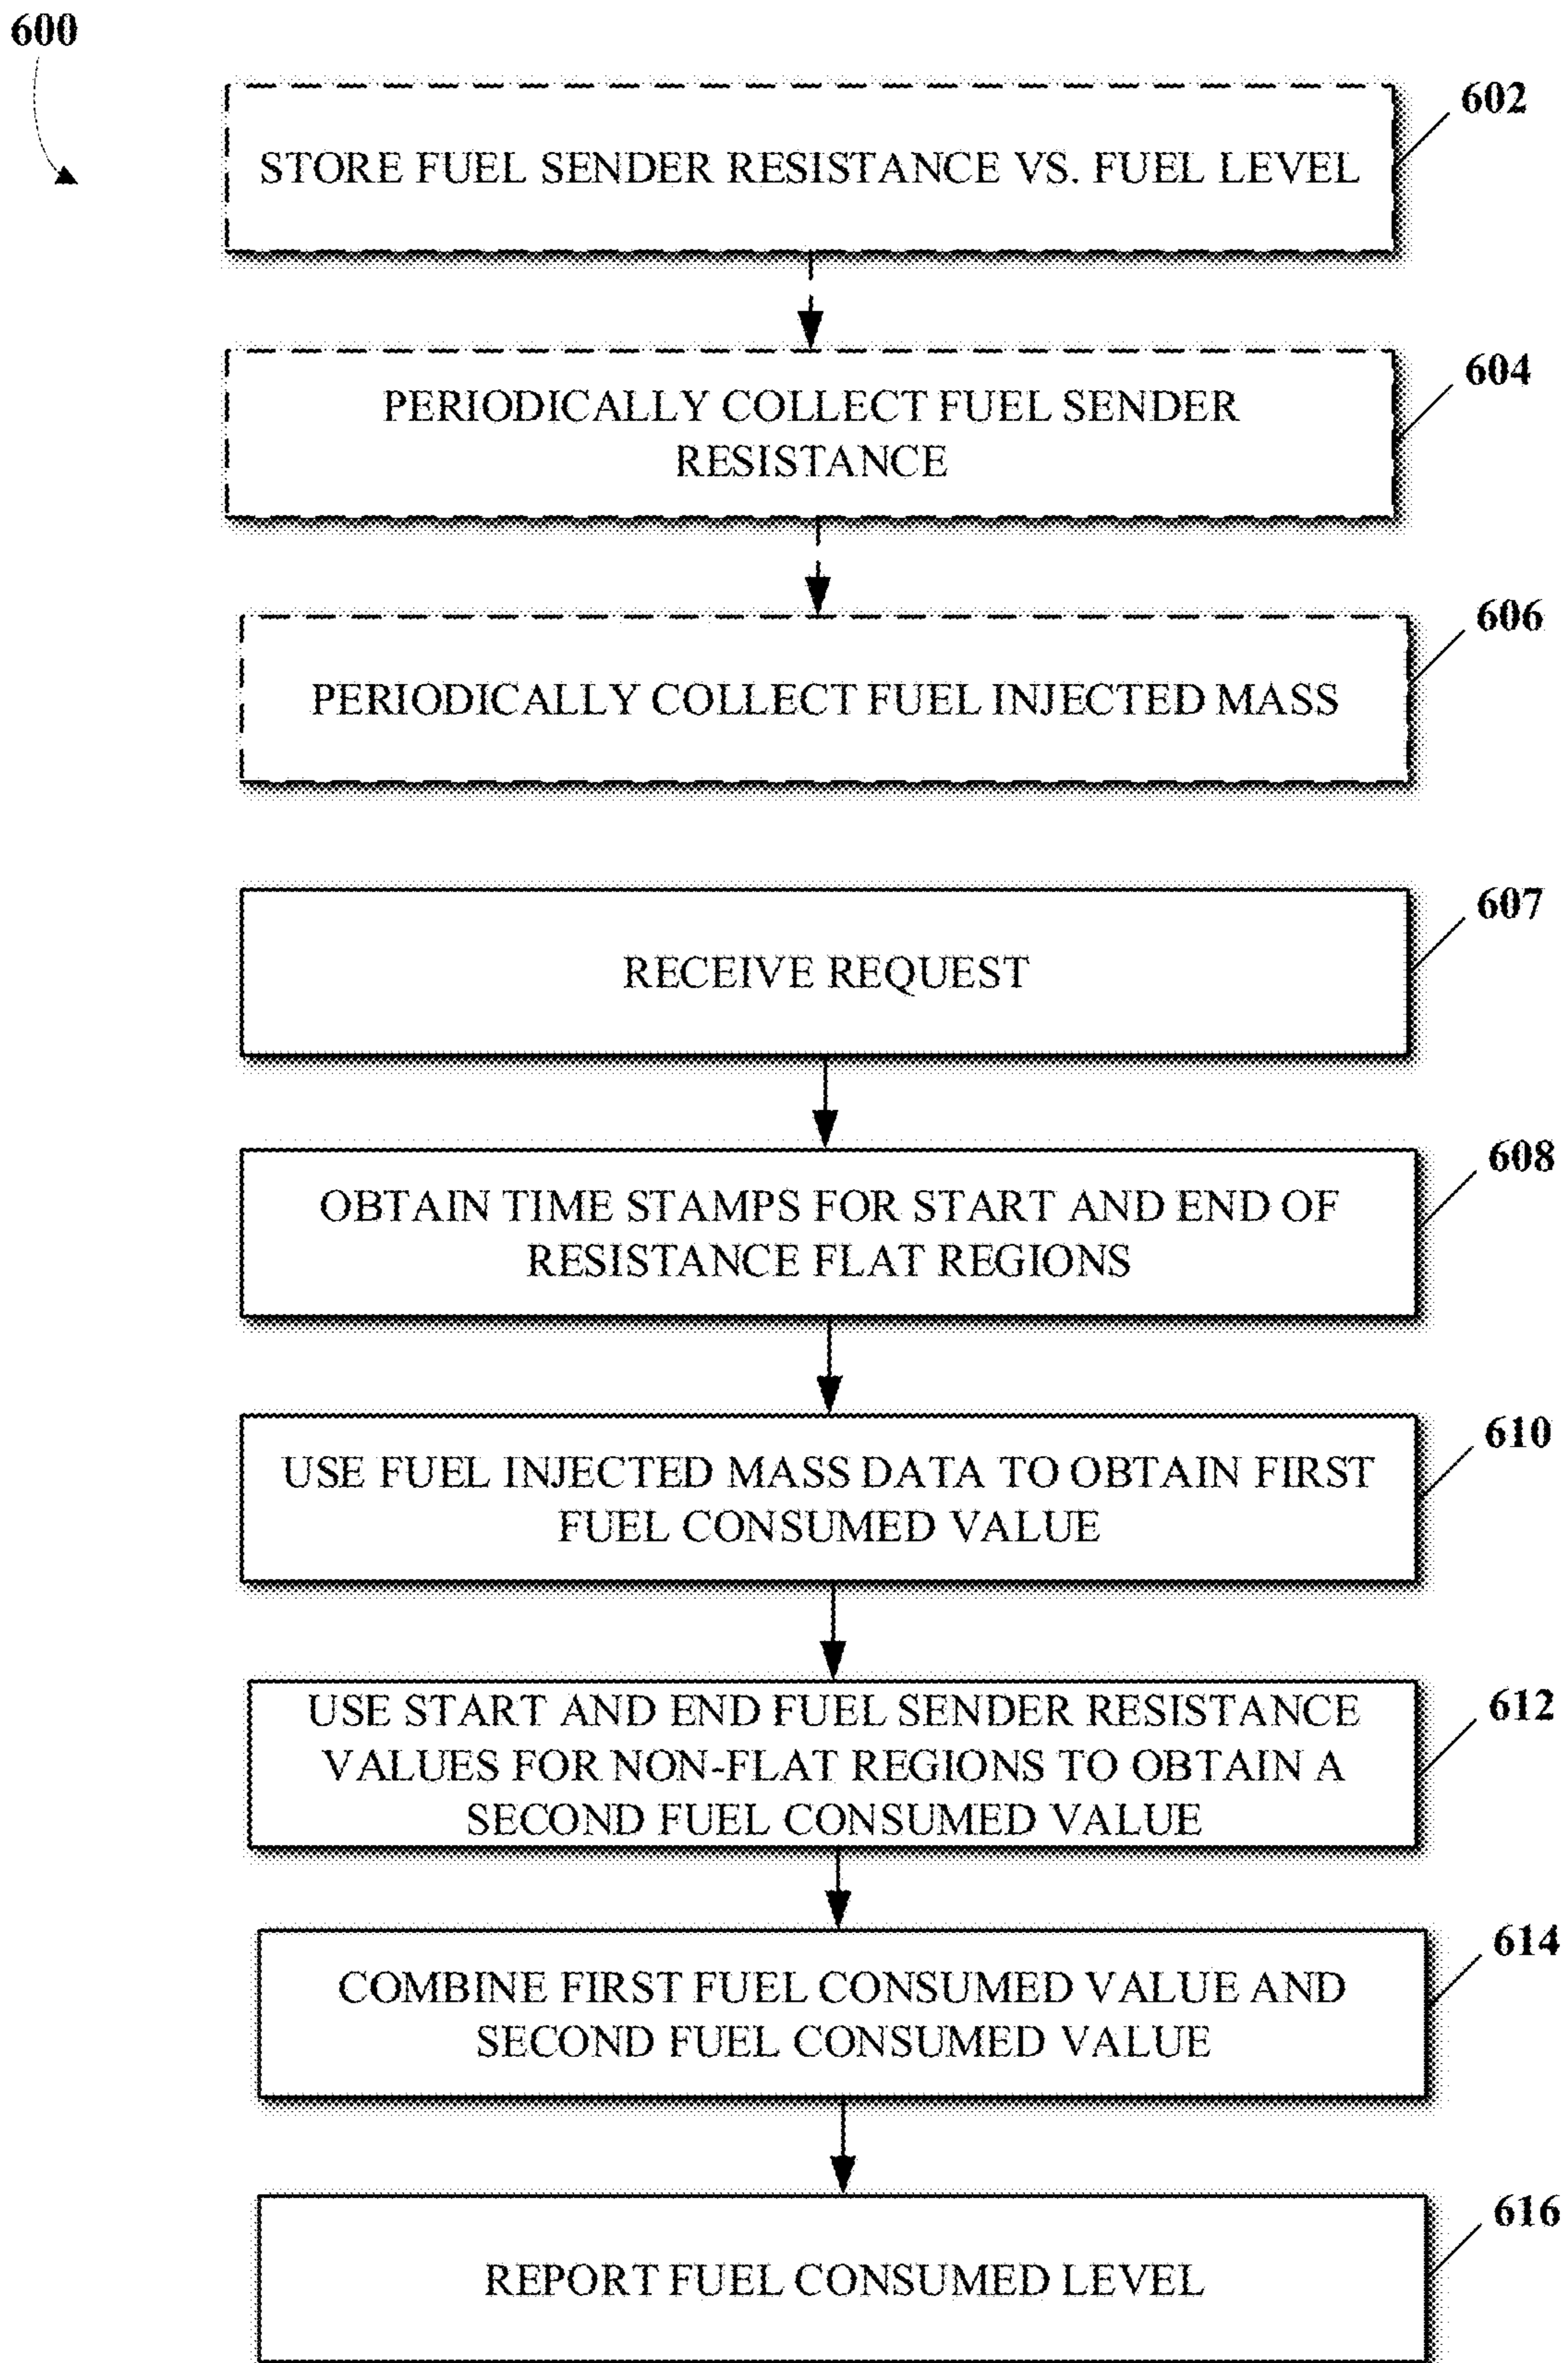 600
602
STORE FUEL SENDER RESISTANCE VS. FUEL LEVEL
604
PERIODICALLY COLLECT FUEL SENDER
RESISTANCE
606
PERIODICALLY COLLECT FUEL INJECTED MASS
607
RECEIVE REQUEST
608
OBTAIN TIME STAMPS FOR START AND END OF
RESISTANCE FLAT REGIONS
610
USE FUEL INJECTED MASS DATA TO OBTAIN FIRST
FUEL CONSUMED VALUE
612
USE START AND END FUEL SENDER RESISTANCE
VALUES FOR NON-FLAT REGIONS TO OBTAIN A
SECOND FUEL CONSUMED VALUE
614
COMBINE FIRST FUEL CONSUMED VALUE AND
SECOND FUEL CONSUMED VALUE
616
REPORT FUEL CONSUMED LEVEL